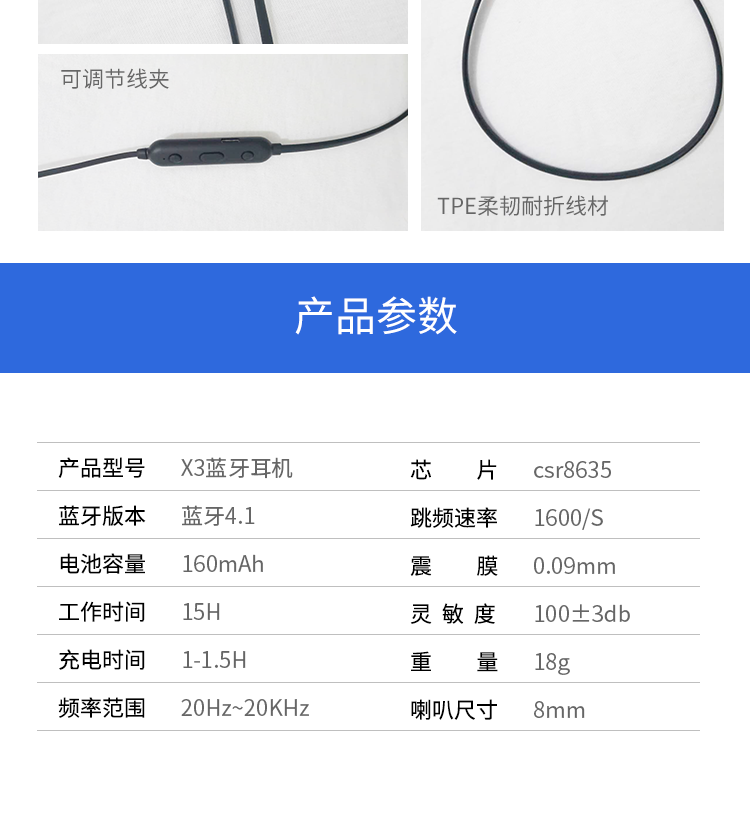 可调节线夹
TPE柔韧耐折线材
产品参数
产品型号 X3蓝牙耳机 芯 片 csr8635
蓝牙版本 蓝牙4.1 跳频速率 1600/S
电池容量 160mAh 震 膜 0.09mm
工作时间 15H 灵 敏 度 100±3db
充电时间 1-1.5H 重 量 18g
频率范围 20Hz~20KHz 喇叭尺寸 8mm